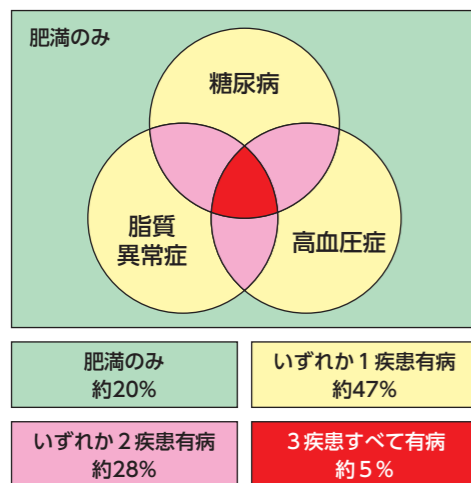 肥満のみ
糖尿病
脂質
異常症
高血圧症
肥満のみ
約20%
いずれか1疾患有病
約47%
いずれか2疾患有病
約28%
3疾患すべて有病
約5%